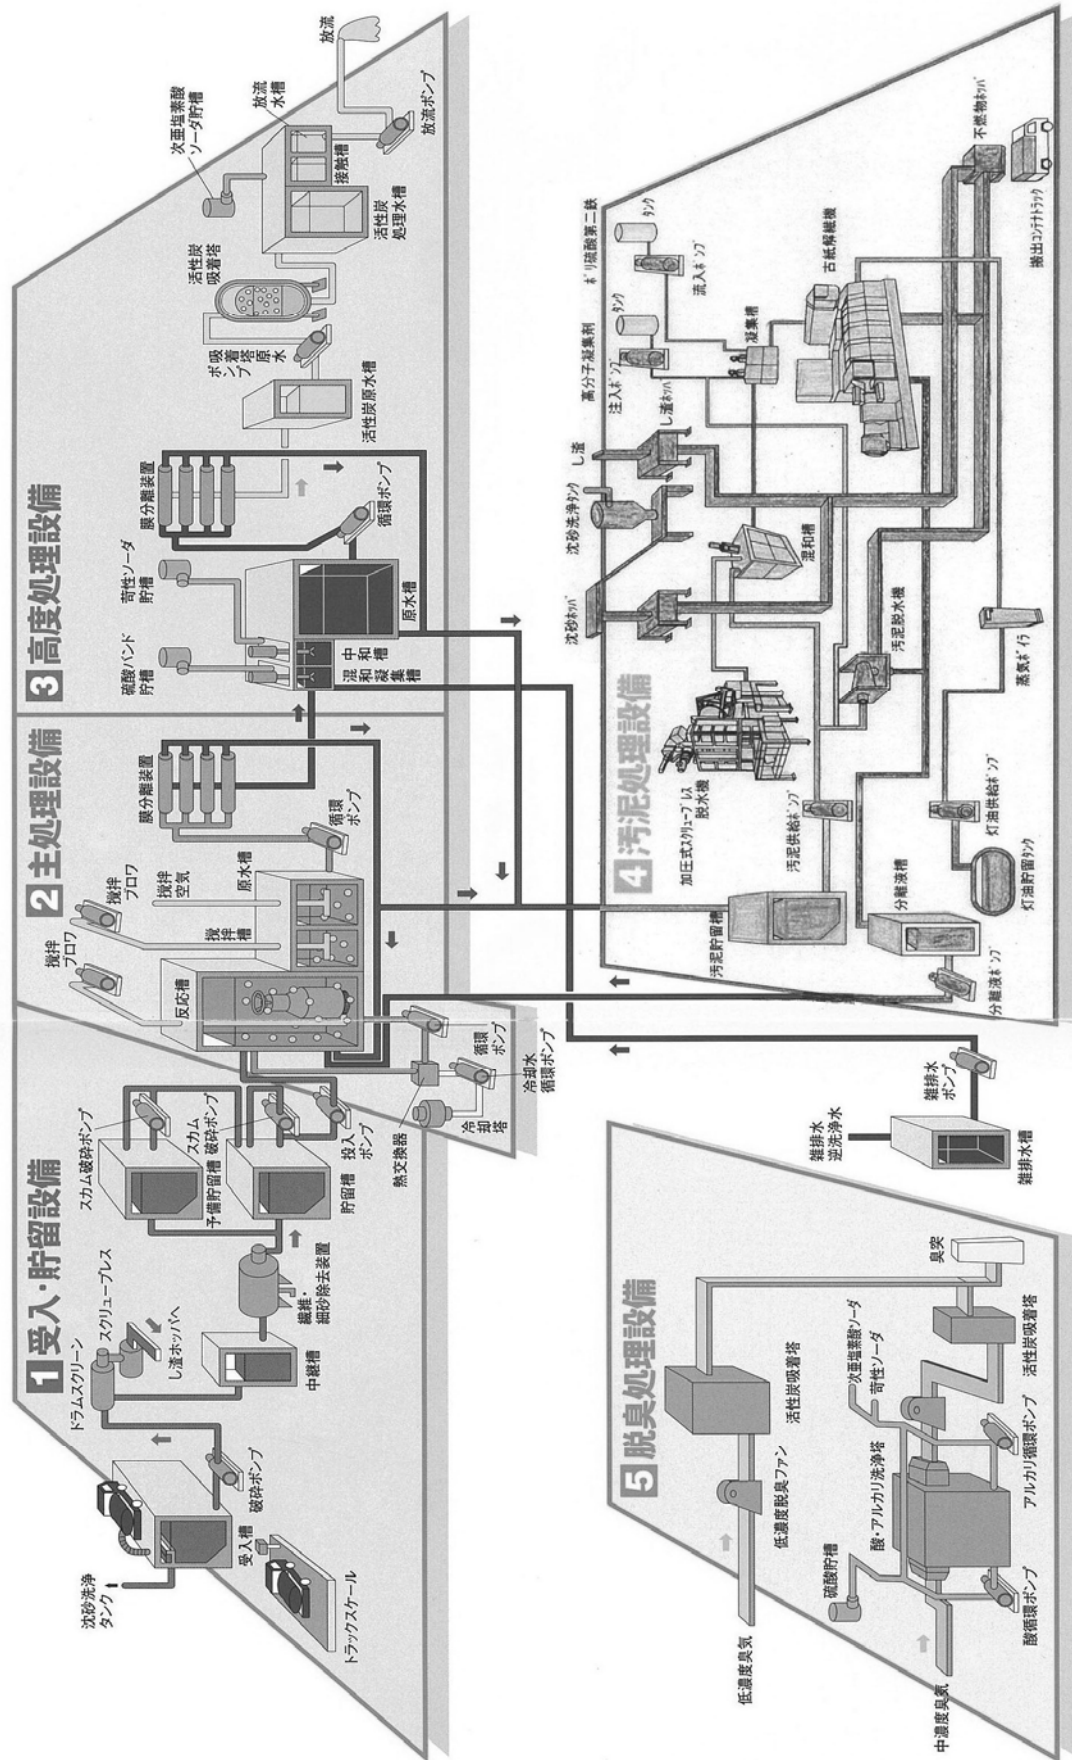 1 受入・貯留設備
沈砂洗浄
タンク
受入槽
トラックスケール
破砕ポンプ
ドラムスクリーン
スクリュープレス
し渣ホッパへ
中継槽
繊維・
細砂除去装置
スカム破砕ポンプ
予備貯留槽
スカム
破砕ポンプ
貯留槽
投入
ポンプ
熱交換器
冷却塔
循環
ポンプ
冷却水
循環ポンプ
2 主処理設備
反応槽
撹拌
ブロワ
撹拌
ブロワ
撹拌槽
撹拌
空気
原水槽
循環
ポンプ
膜分離装置
3 高度処理設備
硫酸バンド
貯槽
苛性ソーダ
貯槽
混和凝集槽
中和槽
原水槽
循環ポンプ
膜分離装置
活性炭原水槽
吸着塔原水
ポンプ
活性炭
吸着塔
次亜塩素酸
ソーダ貯槽
活性炭
処理水槽
接触槽
放流
水槽
放流ポンプ
放流
4 汚泥処理設備
加圧式スクリュープレス
脱水機
汚泥貯留槽
汚泥供給ポンプ
分離液槽
分離液ポンプ
灯油貯留タンク
灯油供給ポンプ
蒸気ボイラ
汚泥脱水機
混和槽
沈砂ホッパ
沈砂洗浄タンク
し渣
し渣ホッパ
高分子凝集剤
注入ポンプ
タンク
ポリ硫酸第二鉄
流入ポンプ
タンク
凝集槽
古紙解繊機
不燃物ホッパ
搬出コンテナトラック
雑排水
逆洗浄水
雑排水槽
雑排水
ポンプ
5 脱臭処理設備
低濃度臭気
低濃度脱臭ファン
活性炭吸着塔
臭突
中濃度臭気
硫酸貯槽
酸・アルカリ洗浄塔
次亜塩素酸ソーダ
苛性ソーダ
酸循環ポンプ
アルカリ循環ポンプ
活性炭吸着塔